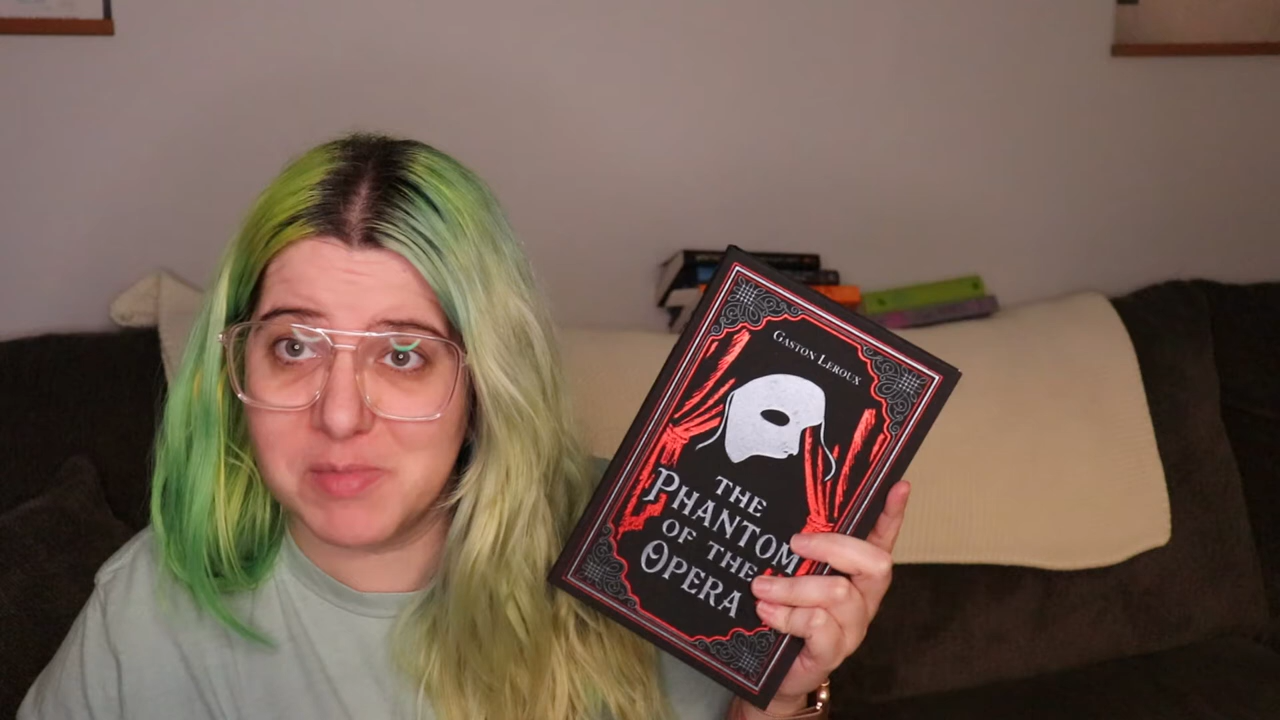 GASTON LEROUX
THE
PHANTOM
OF THE
OPERA